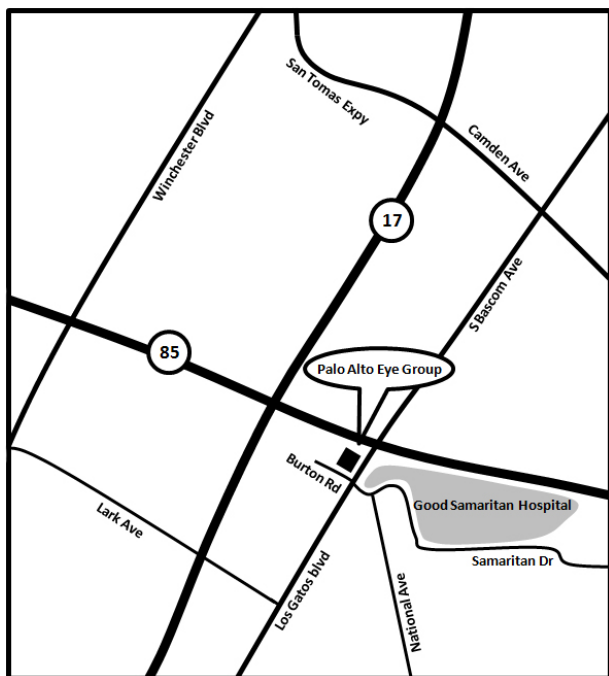 San Tomas Expy
Camden Ave
Winchester Blvd
17
S Bascom Ave
85
Palo Alto Eye Group
Burton Rd
Good Samaritan Hospital
Lark Ave
Samaritan Dr
Los Gatos blvd
National Ave